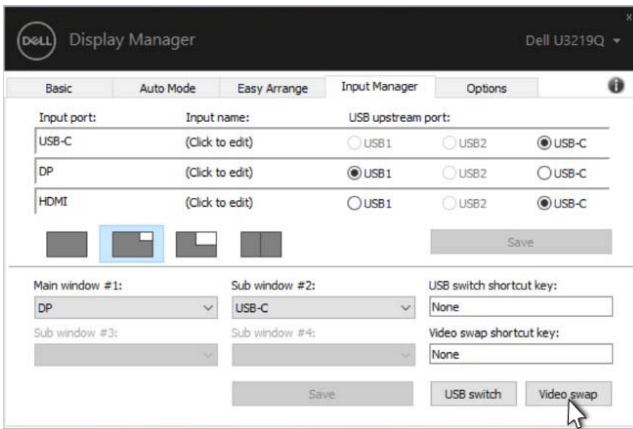 x
DELL Display Manager Dell U3219Q
Basic Auto Mode Easy Arrange Input Manager Options i
Input port: Input name: USB upstream port:
USB-C (Click to edit) USB1 USB2 USB-C
DP (Click to edit) USB1 USB2 USB-C
HDMI (Click to edit) USB1 USB2 USB-C
Save
Main window #1: Sub window #2: USB switch shortcut key:
DP USB-C None
Sub window #3: Sub window #4: Video swap shortcut key:
None
Save USB switch Video swap